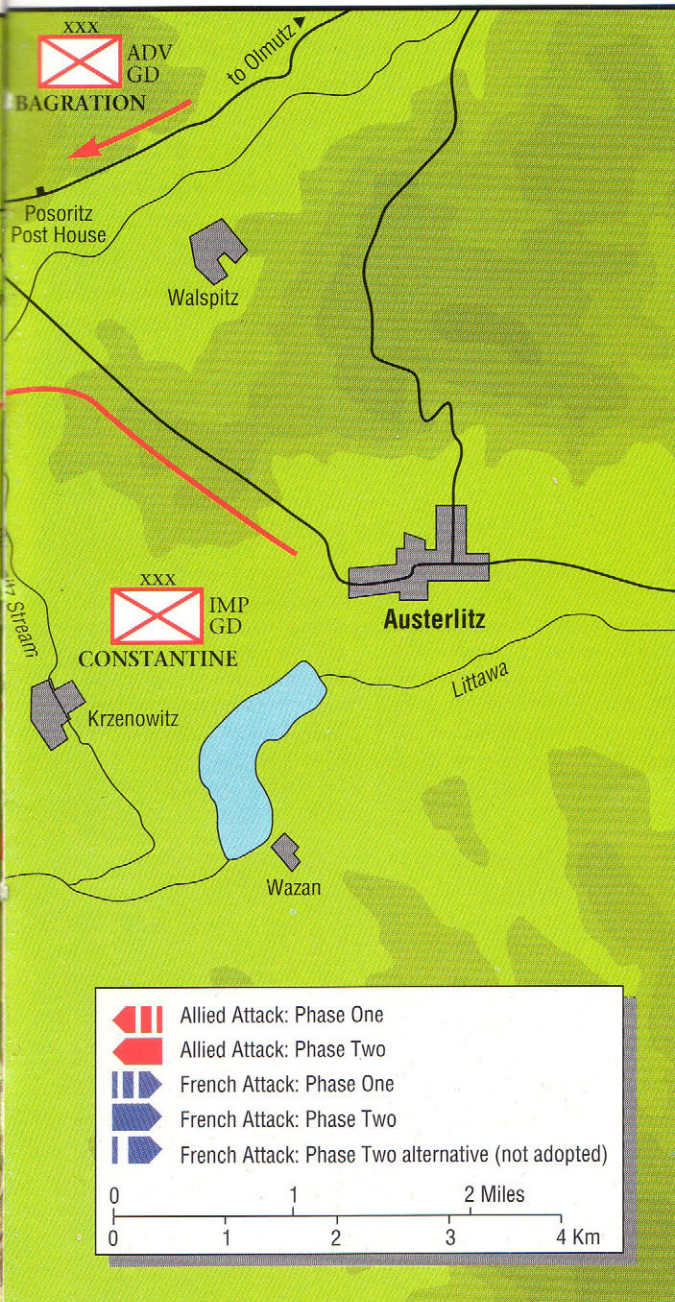 XXX
ADV
GD
BAGRATION
to Olmutz
Posoritz
Post House
Walspitz
XXX
IMP
GD
CONSTANTINE
Stream
Krzenowitz
Austerlitz
Littawa
Wazan
Allied Attack: Phase One
Allied Attack: Phase Two
French Attack: Phase One
French Attack: Phase Two
French Attack: Phase Two alternative (not adopted)
0 1 2 Miles
0 1 2 3 4 Km